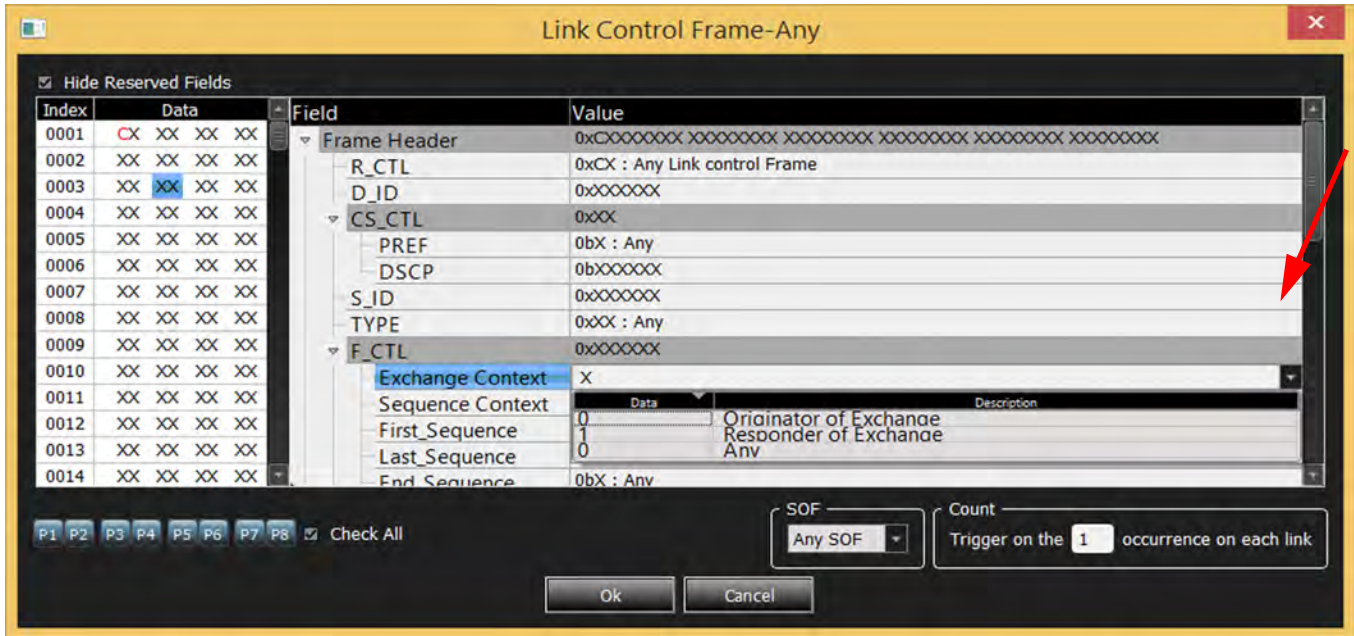 Link Control Frame-Any
Hide Reserved Fields
Index Data Field Value
0001 CX XX XX XX Frame Header 0xCXXXXXXX XXXXXXXX XXXXXXXX XXXXXXXX XXXXXXXX XXXXXXXX
0002 XX XX XX XX R_CTL 0xCX : Any Link control Frame
0003 XX XX XX XX D_ID 0xXXXXXX
0004 XX XX XX XX CS_CTL 0xXX
0005 XX XX XX XX PREF 0bX : Any
0006 XX XX XX XX DSCP 0bXXXXXX
0007 XX XX XX XX S_ID 0xXXXXXX
0008 XX XX XX XX TYPE 0xXX : Any
0009 XX XX XX XX F_CTL 0xXXXXXX
0010 XX XX XX XX Exchange Context X
0011 XX XX XX XX Sequence Context Data Description
0012 XX XX XX XX First_Sequence 0 Originator of Exchange
1 Responder of Exchange
0013 XX XX XX XX Last_Sequence 0 Any
0014 XX XX XX XX End_Sequence 0bX : Any
P1 P2 P3 P4 P5 P6 P7 P8 Check All
SOF
Any SOF
Count
Trigger on the 1 occurrence on each link
Ok Cancel